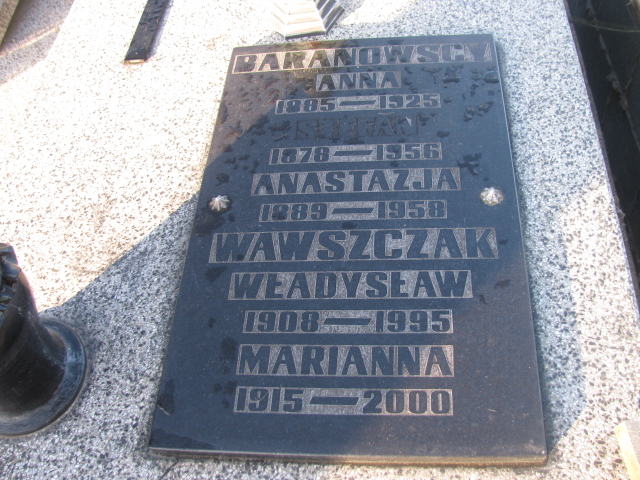 BARANOWSCY
ANNA
1885 — 1925
1878 — 1956
ANASTAZJA
1889 — 1958
WAWSZCZAK
WŁADYSŁAW
1908 — 1995
MARIANNA
1915 — 2000